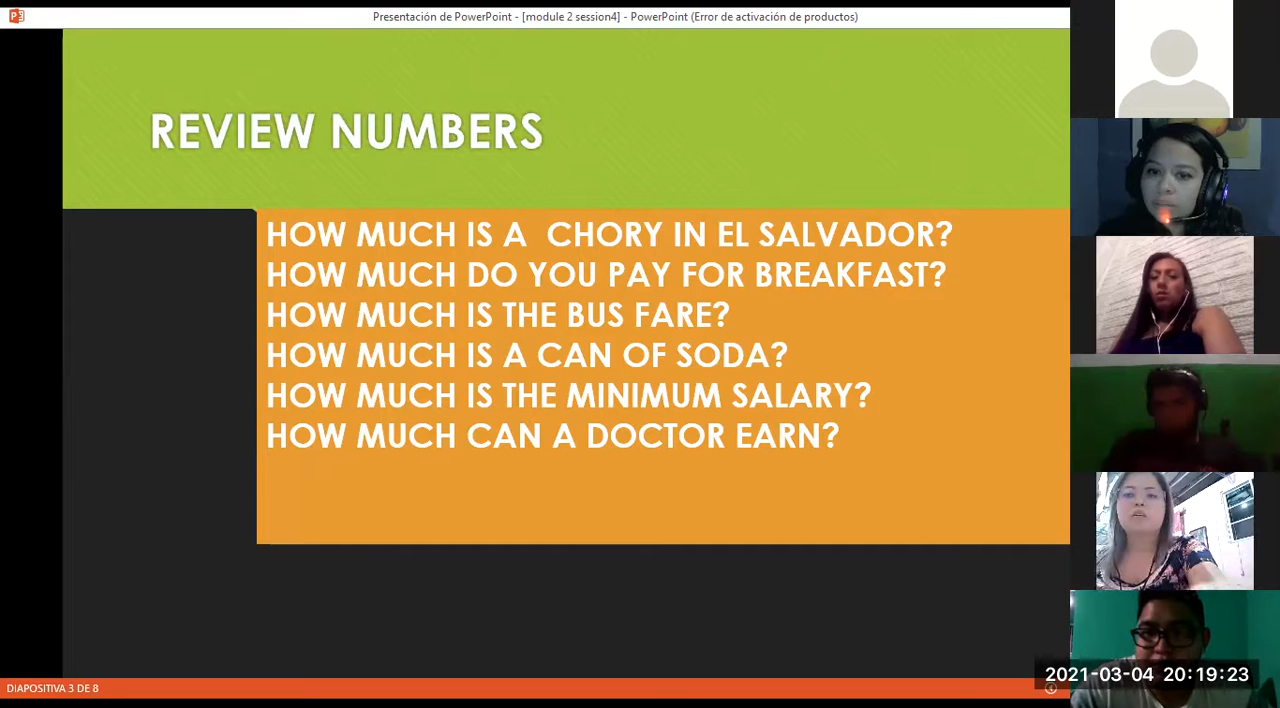 Presentación de PowerPoint - [module 2 session4] - PowerPoint (Error de activación de productos)
REVIEW NUMBERS
HOW MUCH IS A  CHORY IN EL SALVADOR?
HOW MUCH DO YOU PAY FOR BREAKFAST?
HOW MUCH IS THE BUS FARE?
HOW MUCH IS A CAN OF SODA?
HOW MUCH IS THE MINIMUM SALARY?
HOW MUCH CAN A DOCTOR EARN?
2021-03-04 20:19:23
DIAPOSITIVA 3 DE 8